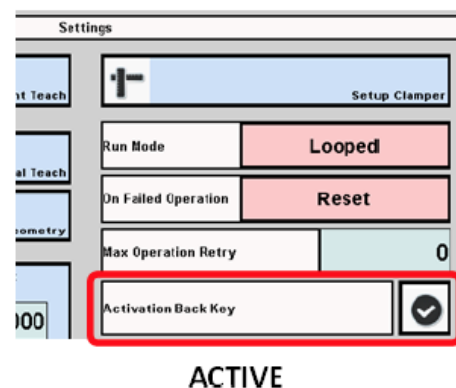 Settings
nt Teach
Setup Clamper
Run Mode
Looped
al Teach
On Failed Operation
Reset
eometry
Max Operation Retry
0
000
Activation Back Key
ACTIVE